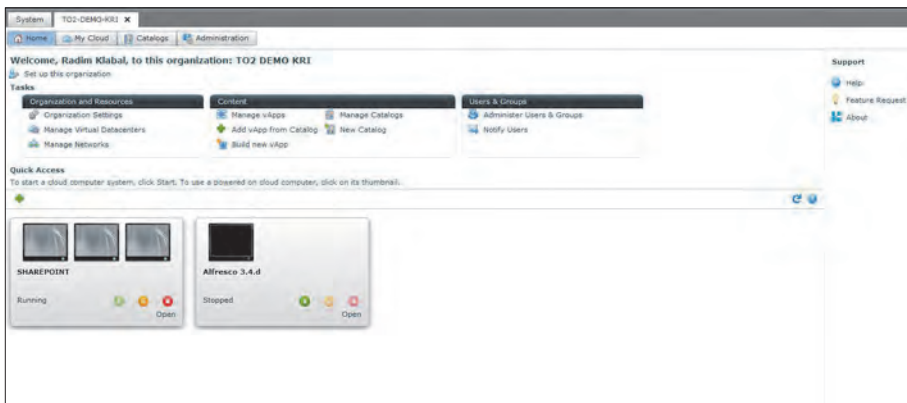 System TO2-DEMO-KRI x
Home My Cloud Catalogs Administration
Welcome, Radim Klabal, to this organization: TO2 DEMO KRI
Set up this organization
Tasks
Organization and Resources
Organization Settings
Manage Virtual Datacenters
Manage Networks
Content
Manage vApps Manage Catalogs
Add vApp from Catalog New Catalog
Build new vApp
Users & Groups
Administer Users & Groups
Notify Users
Quick Access
To start a cloud computer system, click Start. To use a powered on cloud computer, click on its thumbnail.
SHAREPOINT
Running
Open
Alfresco 3.4.d
Stopped
Open
Support
Help
Feature Request
About